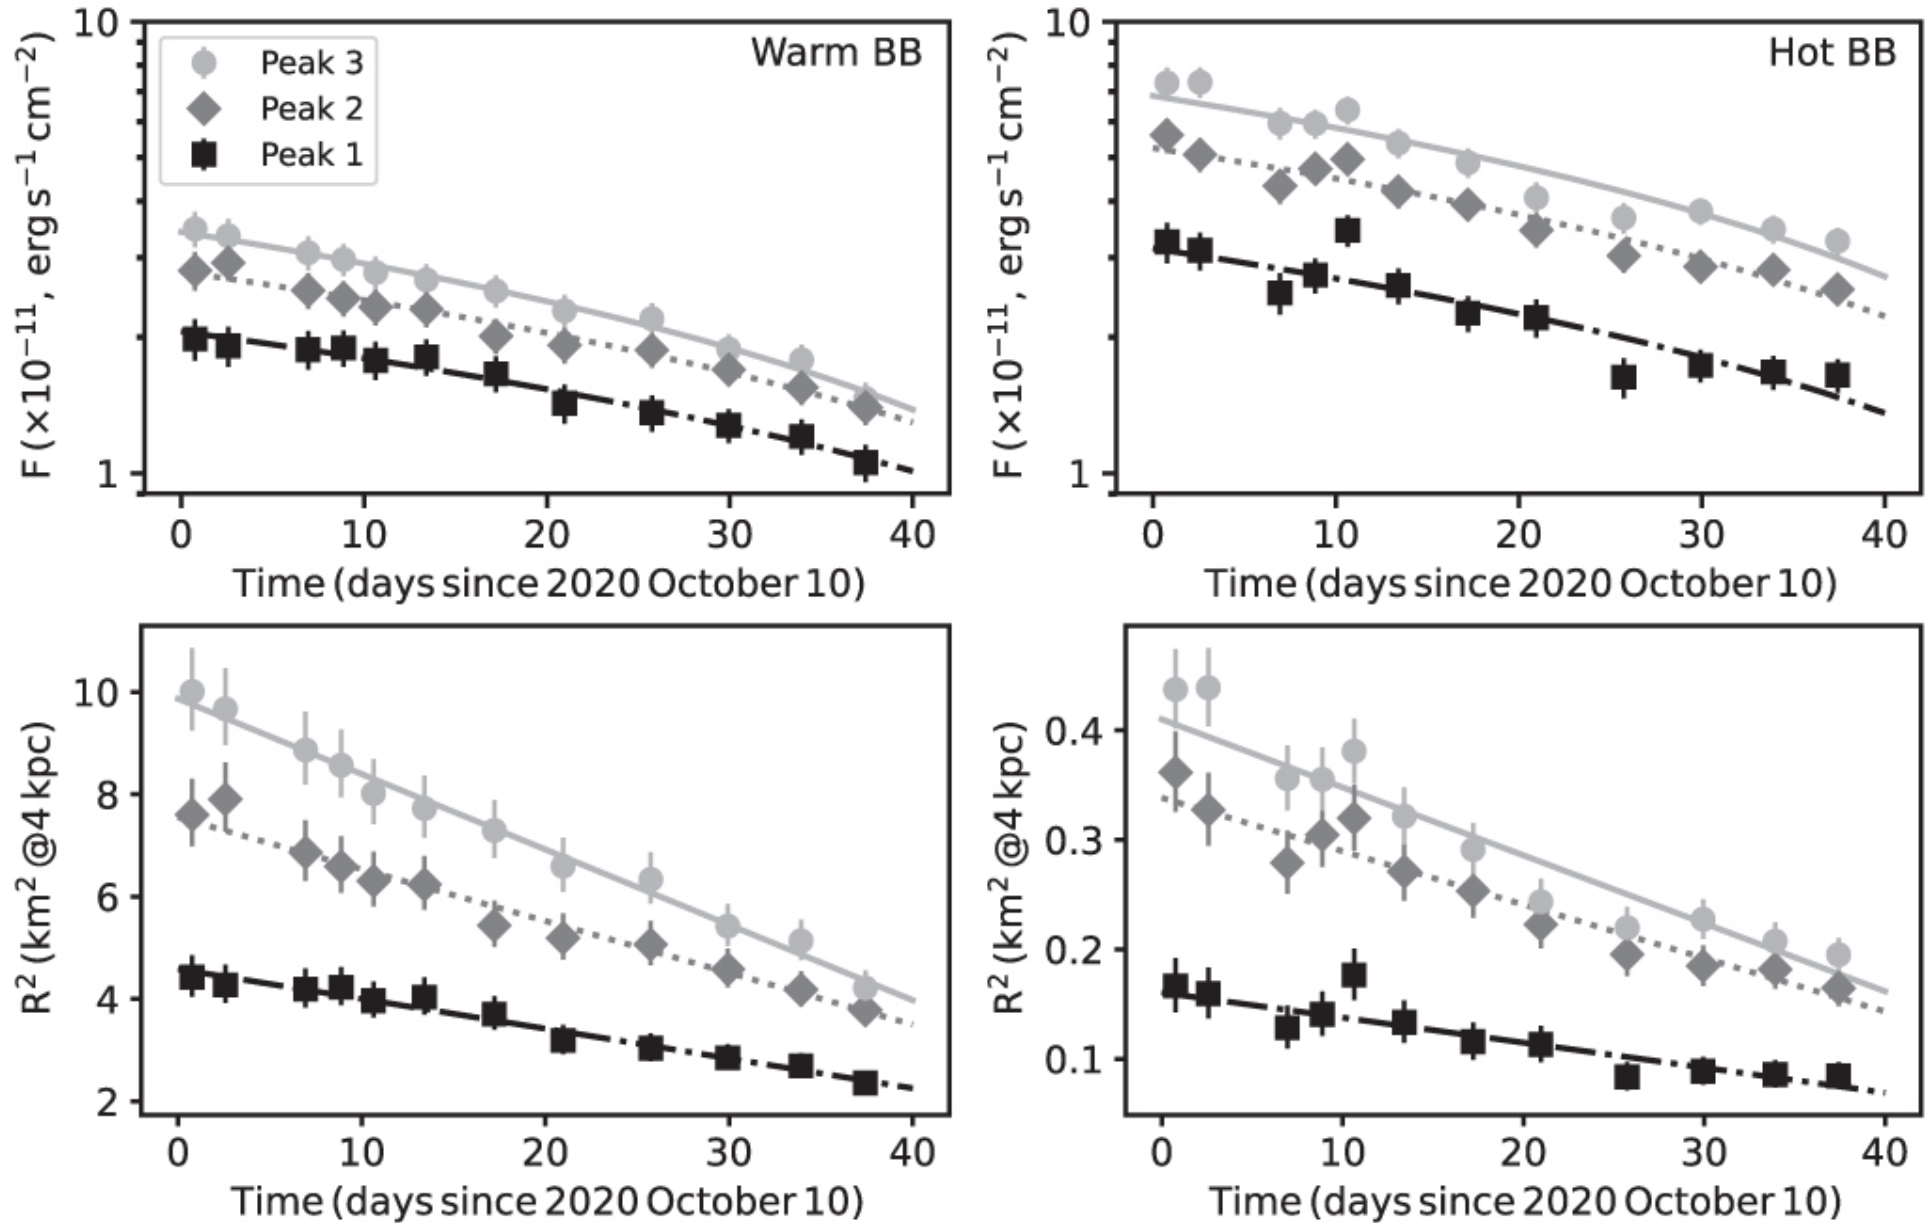 Warm BB
Peak 3
Peak 2
Peak 1
F (×10⁻¹¹, erg s⁻¹ cm⁻²)
10
1
0 10 20 30 40
Time (days since 2020 October 10)
Hot BB
F (×10⁻¹¹, erg s⁻¹ cm⁻²)
10
1
0 10 20 30 40
Time (days since 2020 October 10)
R² (km² @4 kpc)
10
8
6
4
2
0 10 20 30 40
Time (days since 2020 October 10)
R² (km² @4 kpc)
0.4
0.3
0.2
0.1
0 10 20 30 40
Time (days since 2020 October 10)